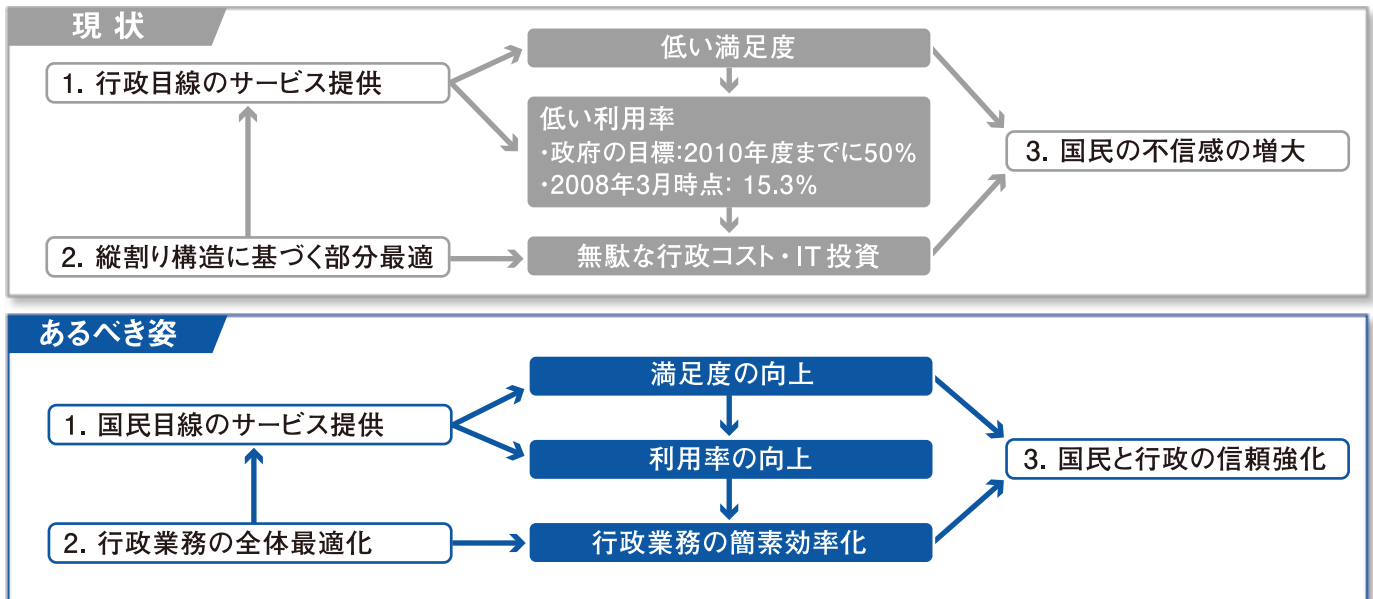 現状
1. 行政目線のサービス提供
2. 縦割り構造に基づく部分最適
低い満足度
低い利用率
・政府の目標:2010年度までに50%
・2008年3月時点: 15.3%
無駄な行政コスト・IT投資
3. 国民の不信感の増大
あるべき姿
1. 国民目線のサービス提供
2. 行政業務の全体最適化
満足度の向上
利用率の向上
行政業務の簡素効率化
3. 国民と行政の信頼強化